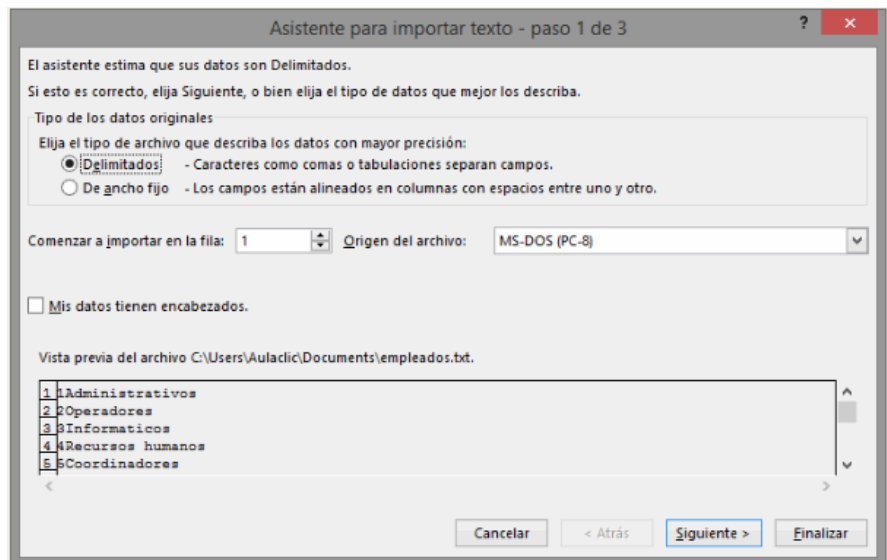 Asistente para importar texto - paso 1 de 3
?
El asistente estima que sus datos son Delimitados.
Si esto es correcto, elija Siguiente, o bien elija el tipo de datos que mejor los describa.
Tipo de los datos originales
Elija el tipo de archivo que describa los datos con mayor precisión:
Delimitados - Caracteres como comas o tabulaciones separan campos.
De ancho fijo - Los campos están alineados en columnas con espacios entre uno y otro.
Comenzar a importar en la fila: 1 Origen del archivo: MS-DOS (PC-8)
Mis datos tienen encabezados.
Vista previa del archivo C:\Users\Aulaclic\Documents\empleados.txt.
1 1Administrativos
2 2Operadores
3 3Informaticos
4 4Recursos humanos
5 5Coordinadores
Cancelar < Atrás Siguiente > Finalizar